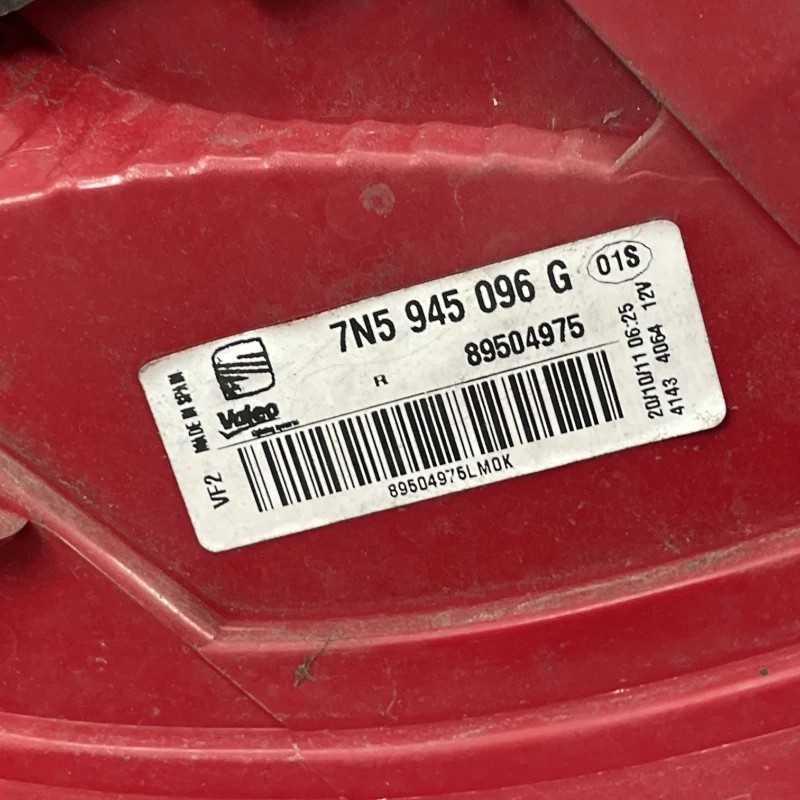 7N5 945 096 G
01S
R
89504975
MADE IN SPAIN
Valeo
VF2
89504975LMOK
20/10/11 06:25
4143 4064 12V